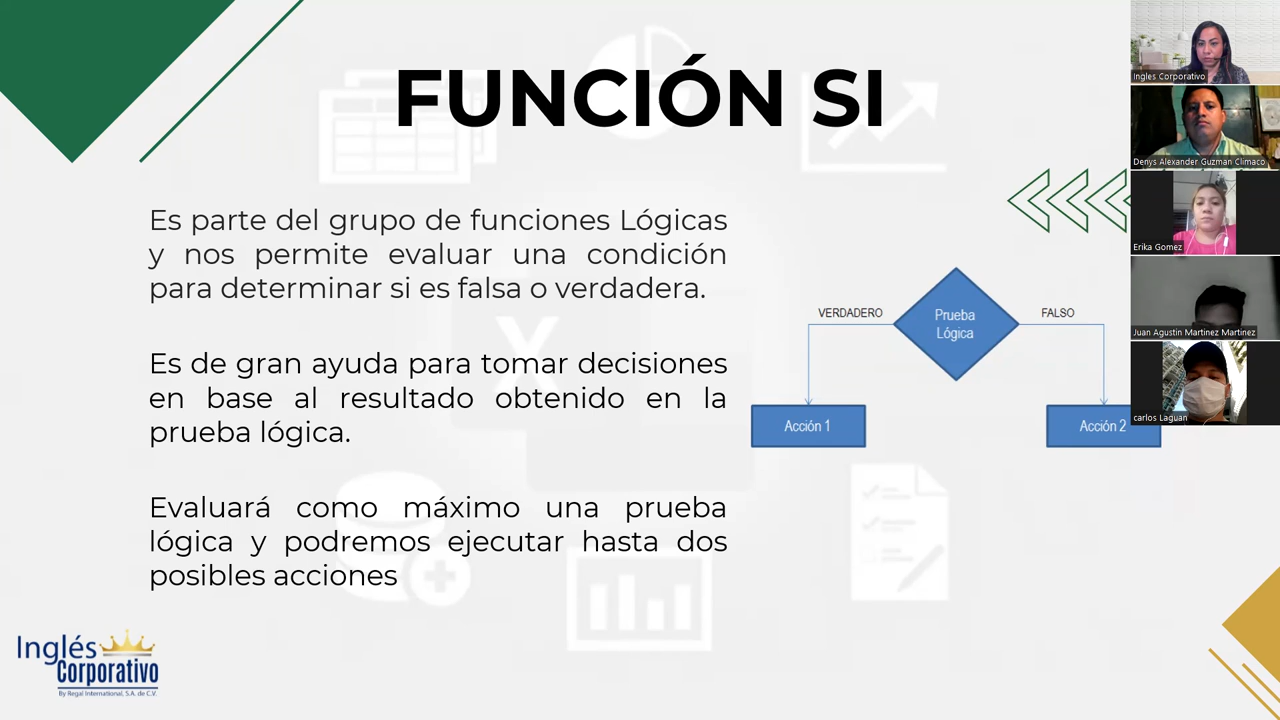 FUNCIÓN SI
Es parte del grupo de funciones Lógicas
y nos permite evaluar una condición
para determinar si es falsa o verdadera.
Es de gran ayuda para tomar decisiones
en base al resultado obtenido en la
prueba lógica.
Evaluará como máximo una prueba
lógica y podremos ejecutar hasta dos
posibles acciones
VERDADERO
Prueba
Lógica
FALSO
Acción 1
Acción 2
Ingles Corporativo
Denys Alexander Guzman Climaco
Erika Gomez
Juan Agustin Martinez Martinez
carlos Laguan
Inglés
Corporativo
By Regal International, S.A. de C.V.